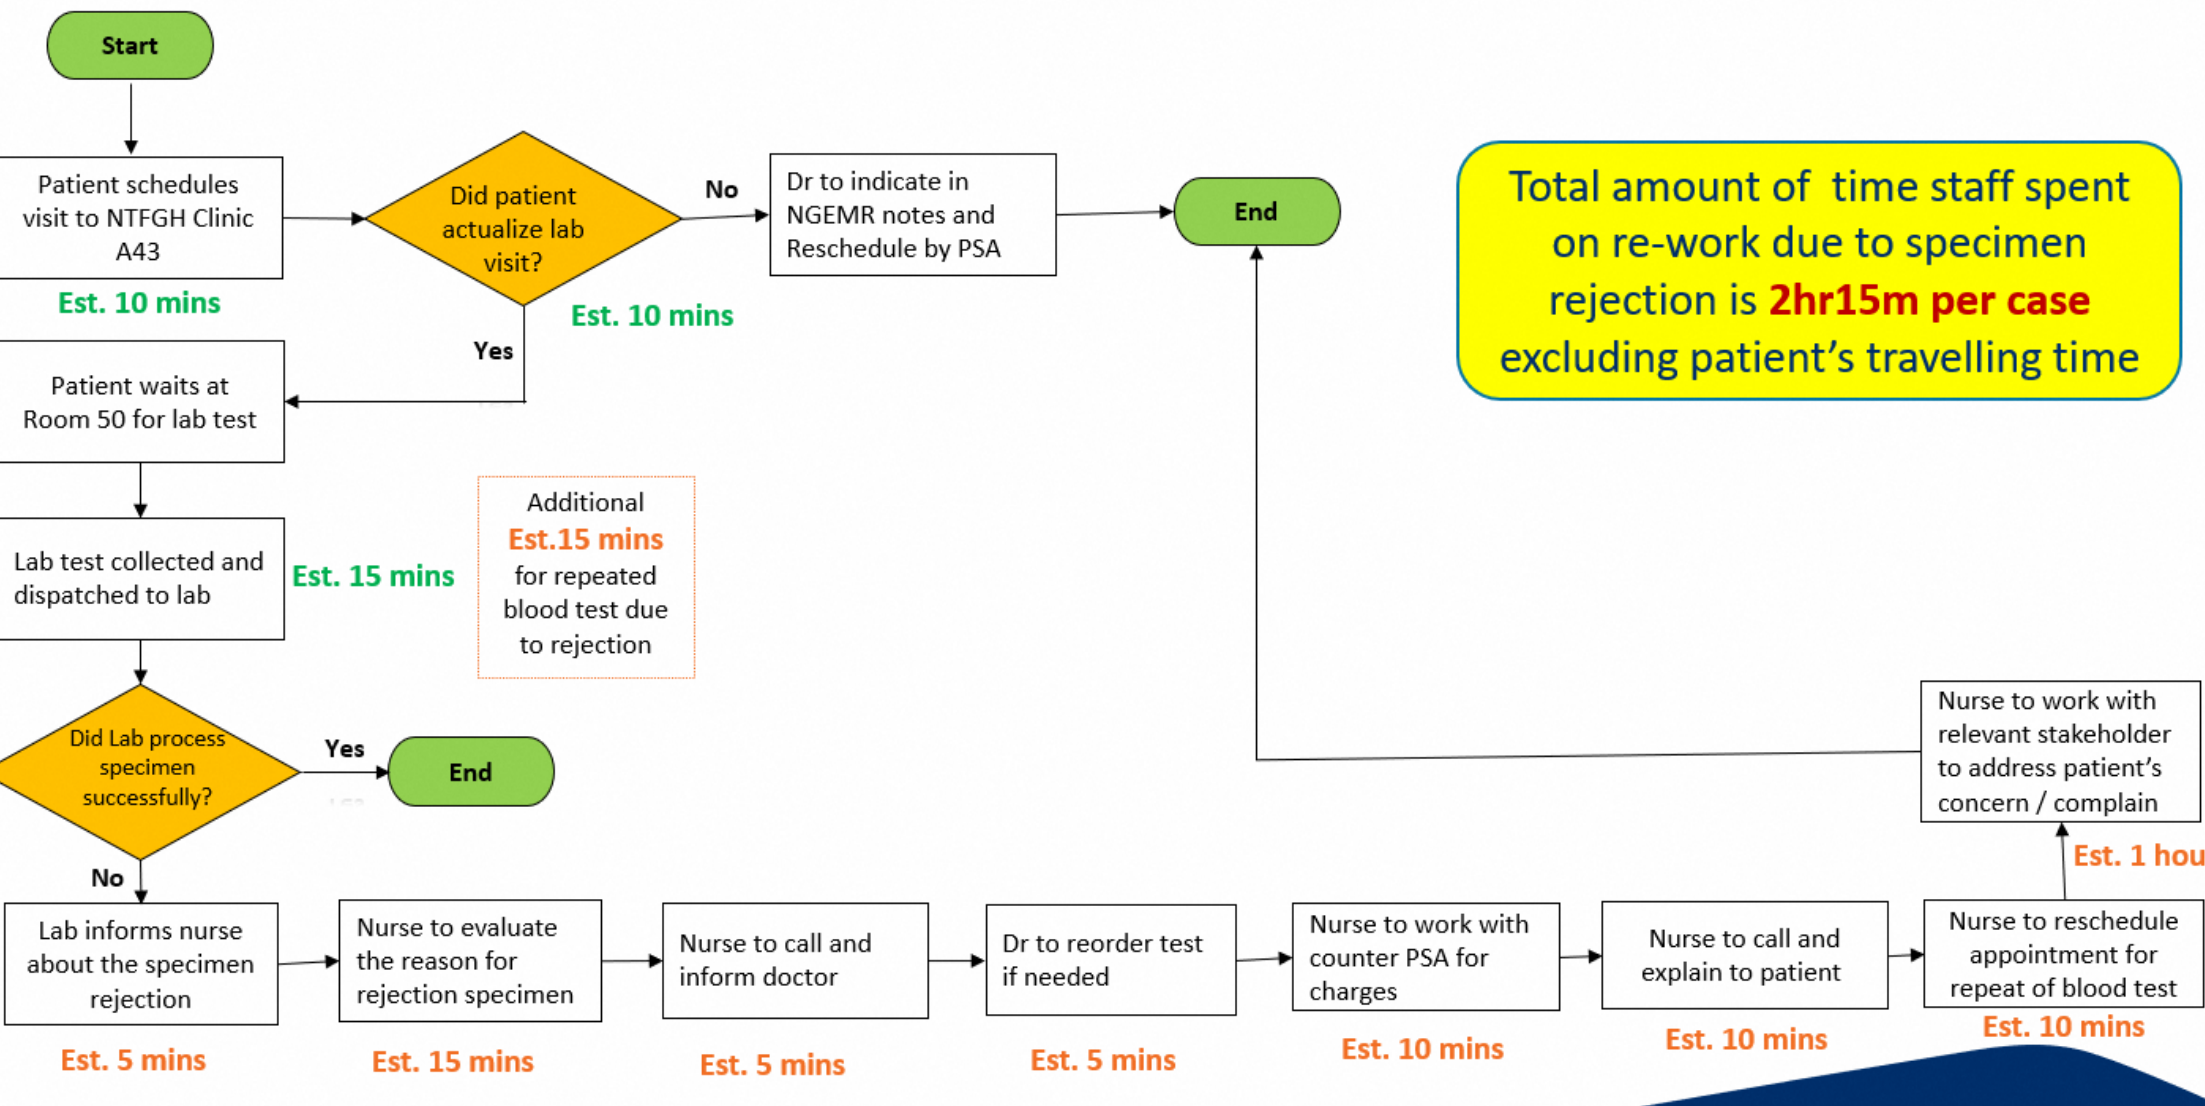 Start
Patient schedules
visit to NTFGH Clinic
A43
Est. 10 mins
Did patient
actualize lab
visit?
Est. 10 mins
No
Dr to indicate in
NGEMR notes and
Reschedule by PSA
End
Total amount of time staff spent
on re-work due to specimen
rejection is 2hr15m per case
excluding patient's travelling time
Yes
Patient waits at
Room 50 for lab test
Lab test collected and
dispatched to lab
Est. 15 mins
Additional
Est.15 mins
for repeated
blood test due
to rejection
Did Lab process
specimen
successfully?
Yes
End
No
Lab informs nurse
about the specimen
rejection
Est. 5 mins
Nurse to evaluate
the reason for
rejection specimen
Est. 15 mins
Nurse to call and
inform doctor
Est. 5 mins
Dr to reorder test
if needed
Est. 5 mins
Nurse to work with
counter PSA for
charges
Est. 10 mins
Nurse to call and
explain to patient
Est. 10 mins
Nurse to reschedule
appointment for
repeat of blood test
Est. 10 mins
Nurse to work with
relevant stakeholder
to address patient's
concern / complain
Est. 1 hou